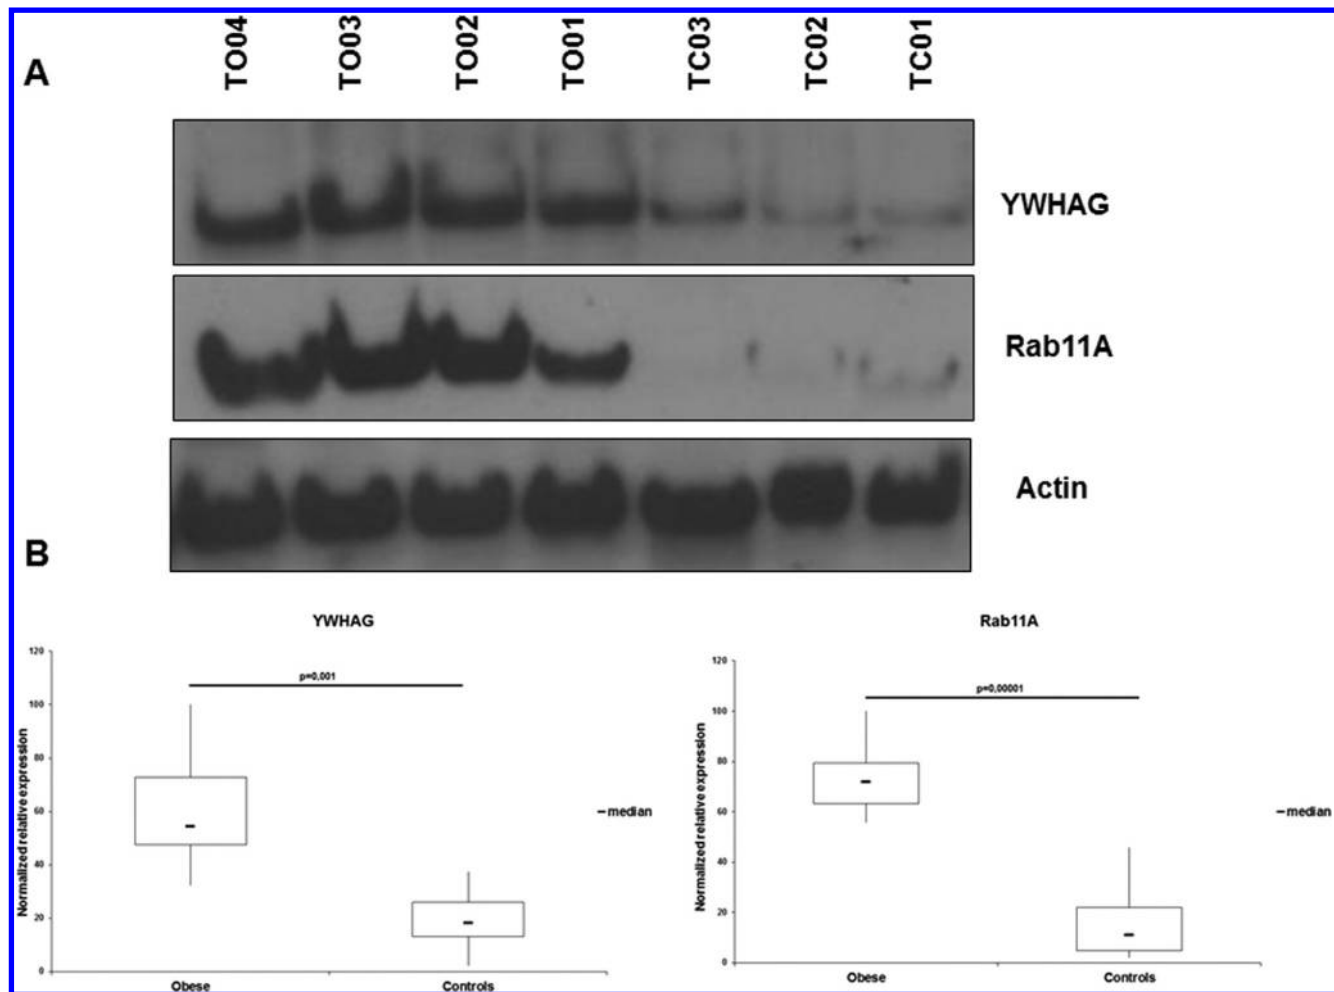 A
TO04 TO03 TO02 TO01 TC03 TC02 TC01
YWHAG
Rab11A
Actin
B
YWHAG
Normalized relative expression
120
100
80
60
40
20
0
p=0,001
median
Obese Controls
Rab11A
Normalized relative expression
120
100
80
60
40
20
0
p=0,00001
median
Obese Controls